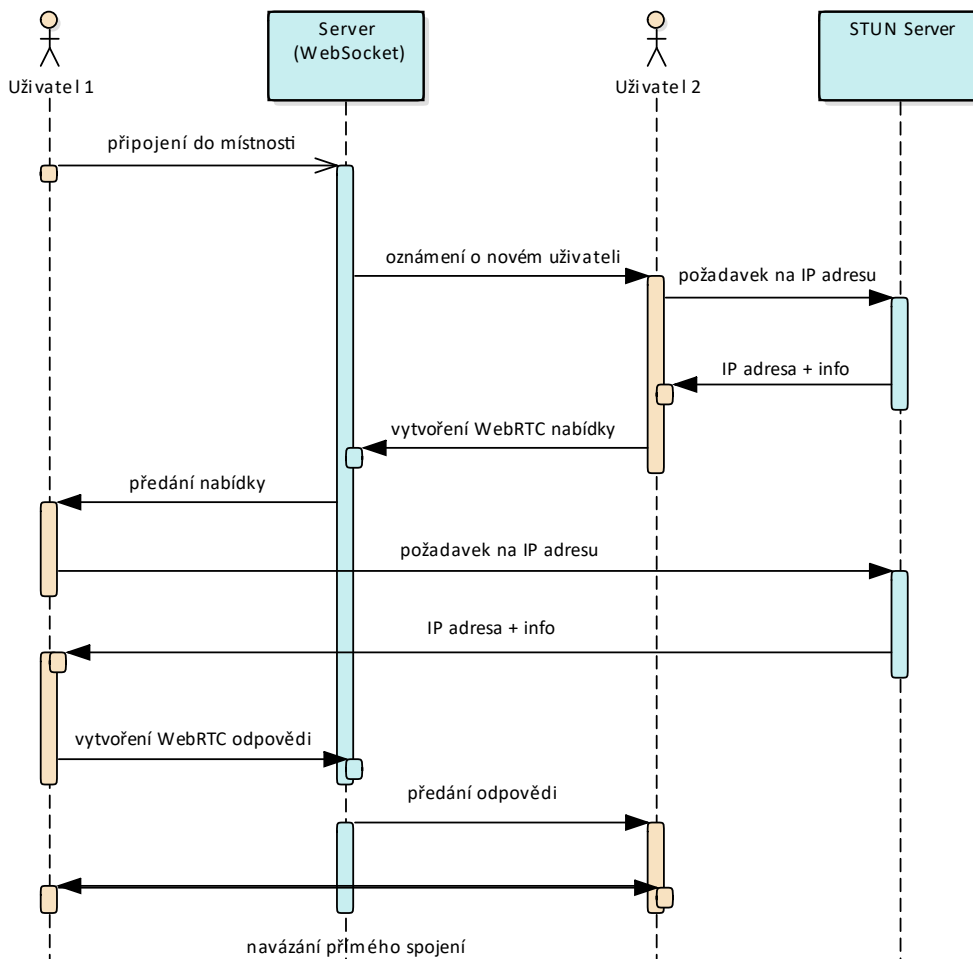 Server
(WebSocket)
STUN Server
Uživatel 1
Uživatel 2
připojení do místnosti
oznámení o novém uživateli
požadavek na IP adresu
IP adresa + info
vytvoření WebRTC nabídky
předání nabídky
požadavek na IP adresu
IP adresa + info
vytvoření WebRTC odpovědi
předání odpovědi
navázání přímého spojení